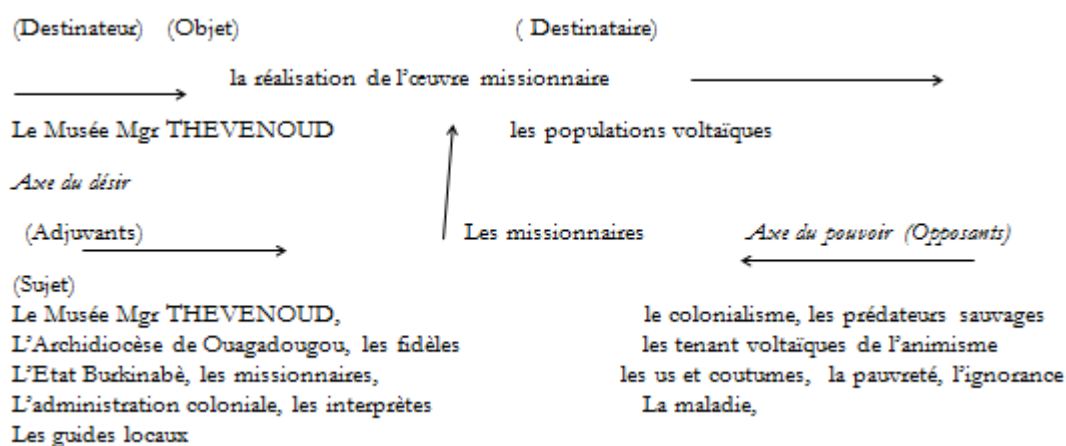 (Destinateur) (Objet) ( Destinataire)
la réalisation de l'œuvre missionnaire
Le Musée Mgr THEVENOUD les populations voltaïques
Axe du désir
(Adjuvants) Les missionnaires Axe du pouvoir (Opposants)
(Sujet)
Le Musée Mgr THEVENOUD, le colonialisme, les prédateurs sauvages
L'Archidiocèse de Ouagadougou, les fidèles les tenant voltaïques de l'animisme
L'Etat Burkinabè, les missionnaires, les us et coutumes, la pauvreté, l'ignorance
L'administration coloniale, les interprètes La maladie,
Les guides locaux